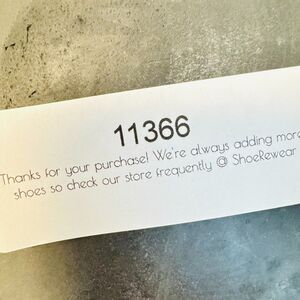 11366
Thanks for your purchase! We're always adding more
shoes so check our store frequently @ ShoeRewear